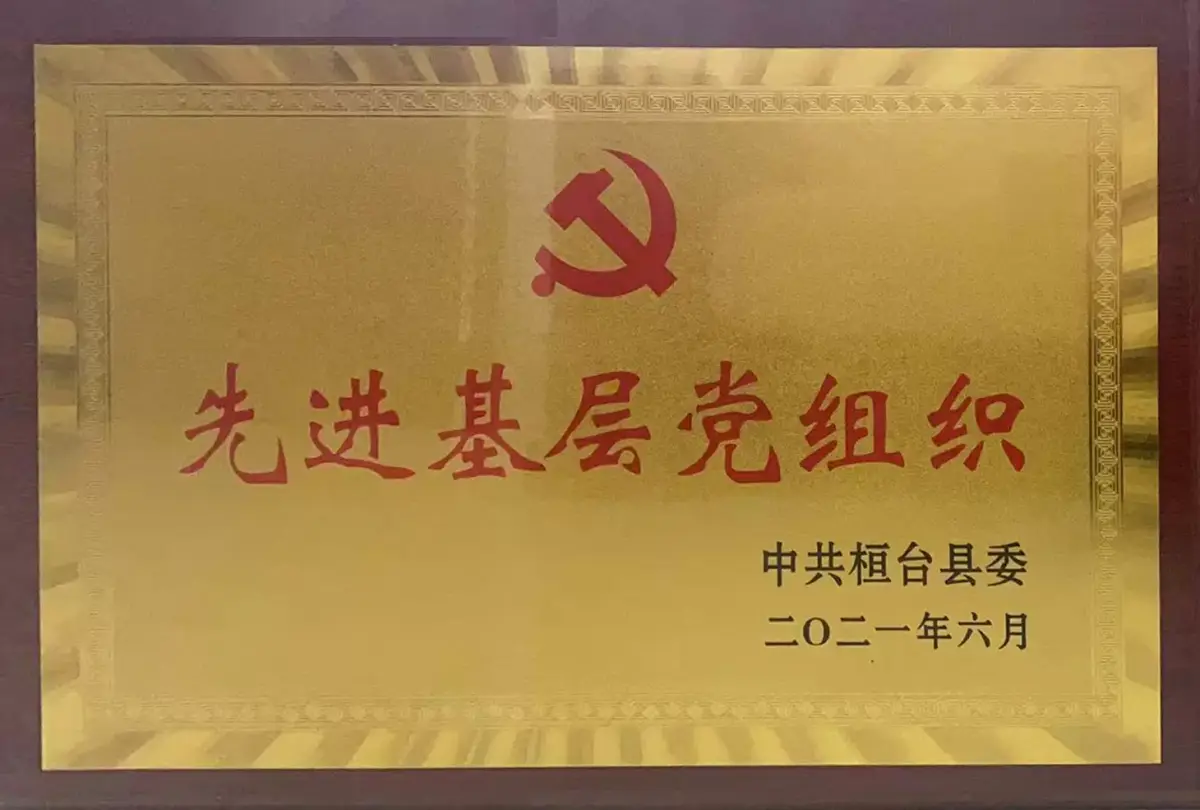 先进基层党组织
中共桓台县委
二〇二一年六月